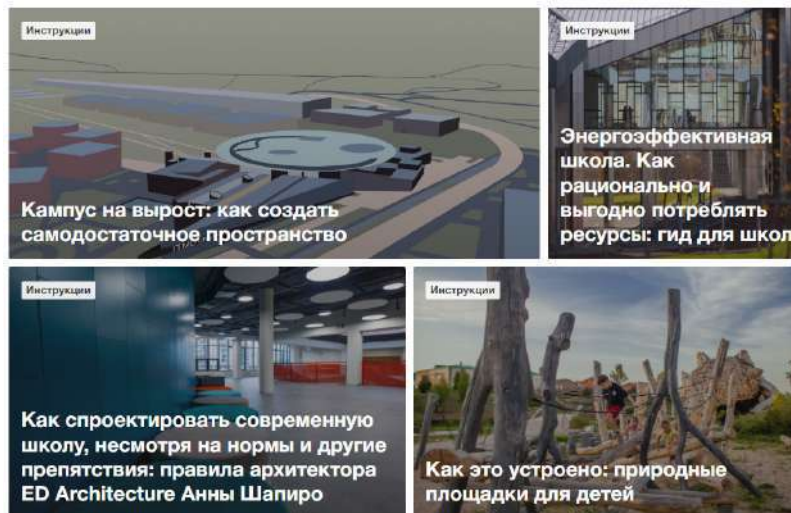 Инструкции
Кампус на вырост: как создать
самодостаточное пространство
Инструкции
Энергоэффективная
школа. Как
рационально и
выгодно потреблять
ресурсы: гид для школ
Инструкции
Как спроектировать современную
школу, несмотря на нормы и другие
препятствия: правила архитектора
ED Architecture Анны Шапиро
Инструкции
Как это устроено: природные
площадки для детей